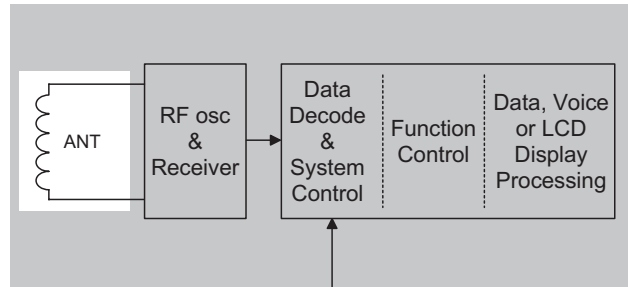 ANT
RF osc
&
Receiver
Data
Decode
&
System
Control
Function
Control
Data, Voice
or LCD
Display
Processing